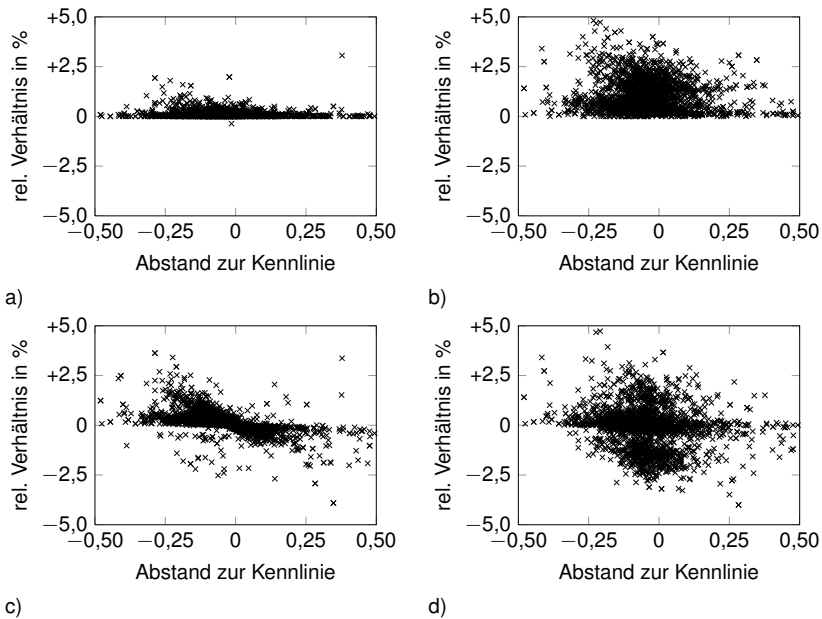 +5,0
+2,5
0
−2,5
−5,0
rel. Verhältnis in %
−0,50 −0,25 0 0,25 0,50
Abstand zur Kennlinie
a)
+5,0
+2,5
0
−2,5
−5,0
rel. Verhältnis in %
−0,50 −0,25 0 0,25 0,50
Abstand zur Kennlinie
b)
+5,0
+2,5
0
−2,5
−5,0
rel. Verhältnis in %
−0,50 −0,25 0 0,25 0,50
Abstand zur Kennlinie
c)
+5,0
+2,5
0
−2,5
−5,0
rel. Verhältnis in %
−0,50 −0,25 0 0,25 0,50
Abstand zur Kennlinie
d)